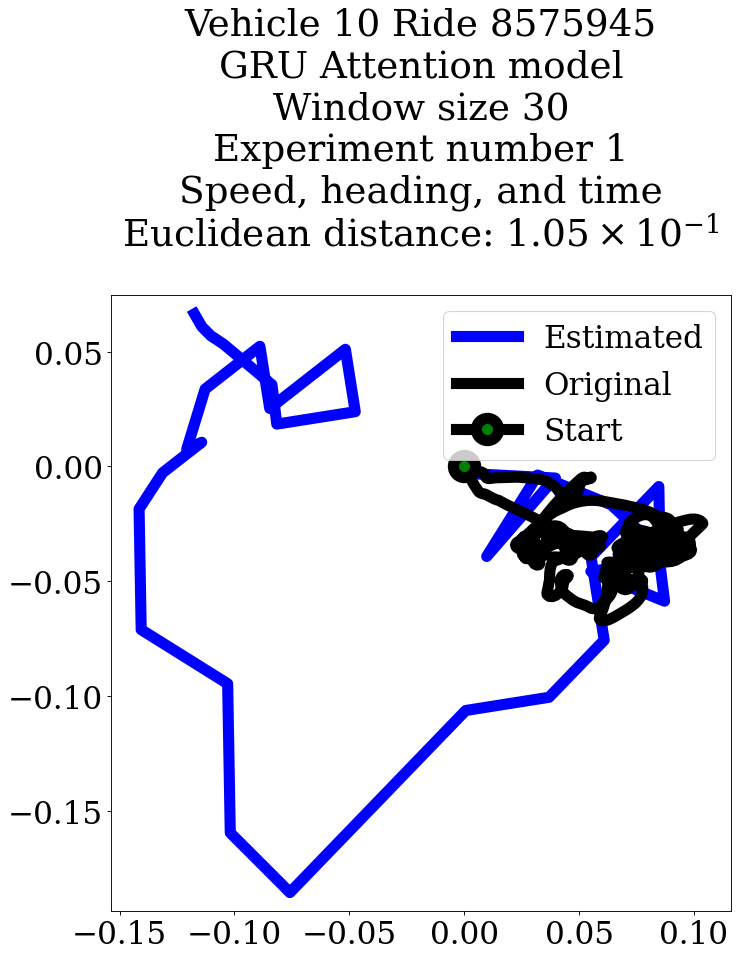 Vehicle 10 Ride 8575945
GRU Attention model
Window size 30
Experiment number 1
Speed, heading, and time
Euclidean distance: 1.05 × 10⁻¹
Estimated
Original
Start
0.05
0.00
−0.05
−0.10
−0.15
−0.15 −0.10 −0.05 0.00 0.05 0.10